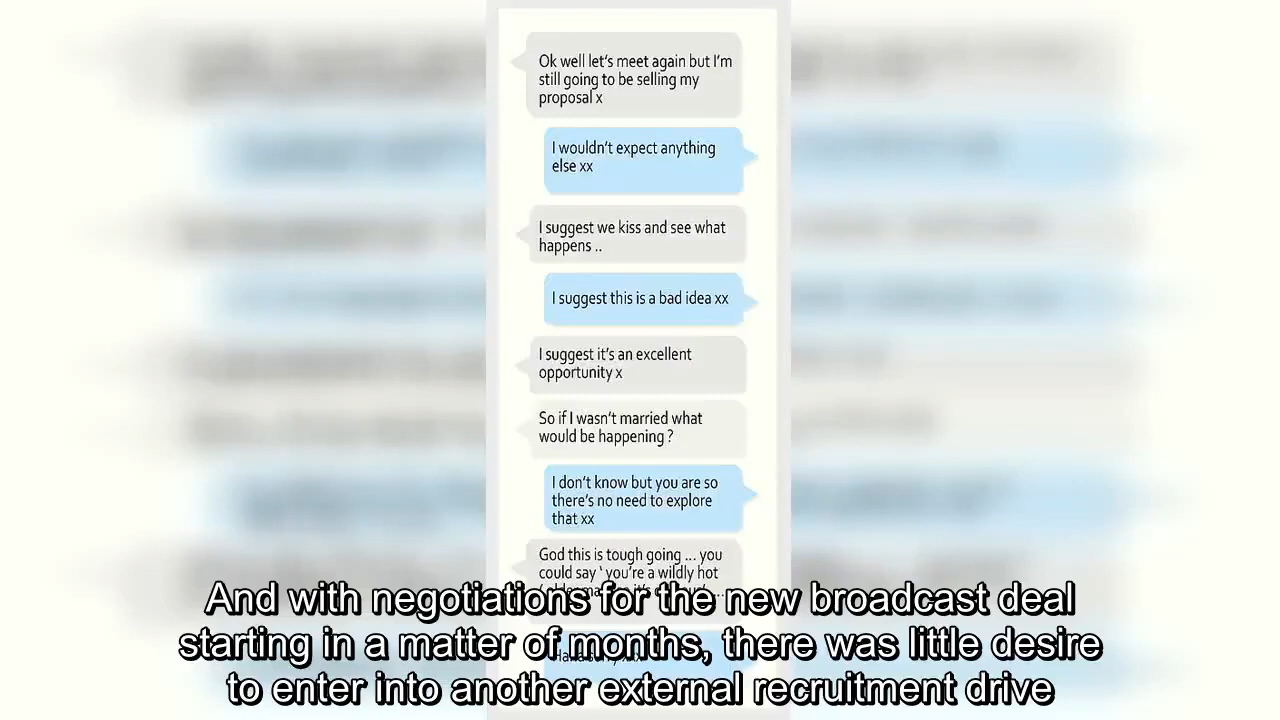 Ok well let's meet again but I'm
still going to be selling my
proposal x
I wouldn't expect anything
else xx
I suggest we kiss and see what
happens ..
I suggest this is a bad idea xx
I suggest it's an excellent
opportunity x
So if I wasn't married what
would be happening ?
I don't know but you are so
there's no need to explore
that xx
God this is tough going ... you
could say ‘ you're a wildly hot
And with negotiations for the new broadcast deal
starting in a matter of months, there was little desire
to enter into another external recruitment drive